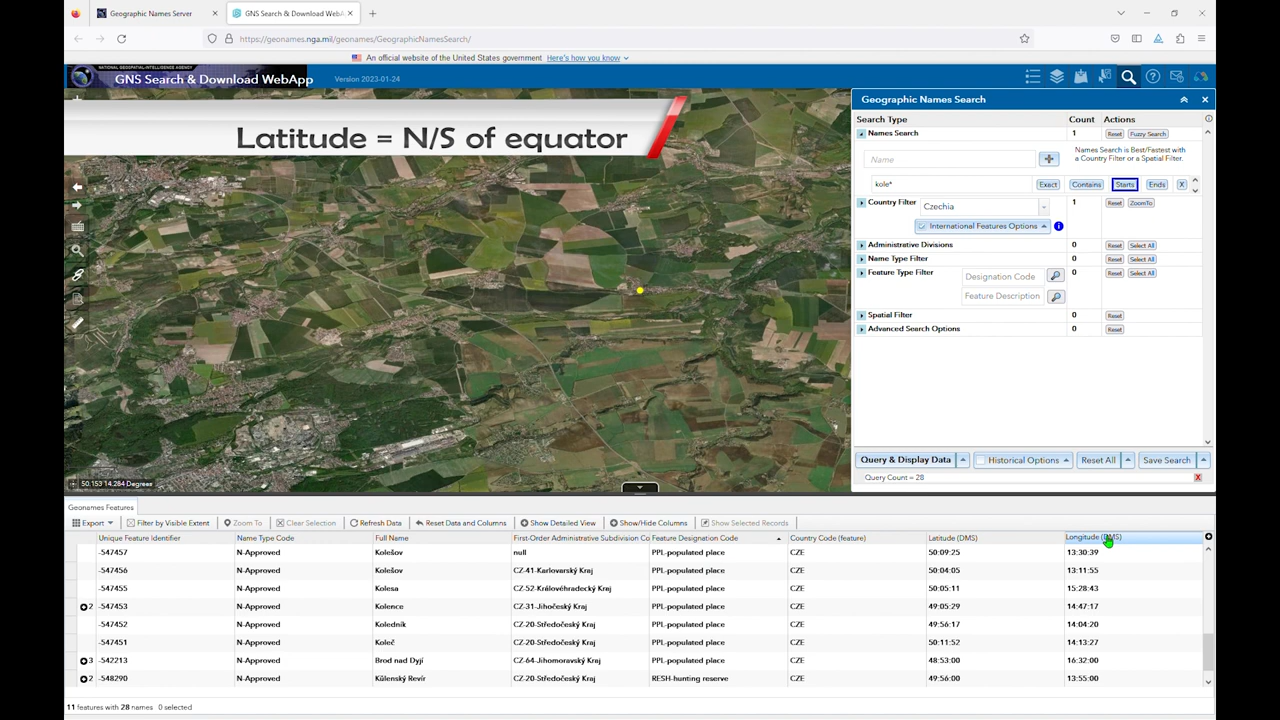 Geographic Names Server
GNS Search & Download WebA
https://geonames.nga.mil/geonames/GeographicNamesSearch/
An official website of the United States government Here's how you know
NATIONAL GEOSPATIAL-INTELLIGENCE AGENCY
GNS Search & Download WebApp Version 2023-01-24
Latitude = N/S of equator
Geographic Names Search
Search Type Count Actions
Names Search 1 Reset Fuzzy Search
Name
Names Search is Best/Fastest with
a Country Filter or a Spatial Filter.
kole* Exact Contains Starts Ends X
Country Filter Czechia 1 Reset ZoomTo
International Features Options
Administrative Divisions 0 Reset Select All
Name Type Filter 0 Reset Select All
Feature Type Filter Designation Code 0 Reset Select All
Feature Description
Spatial Filter 0 Reset
Advanced Search Options 0 Reset
Query & Display Data Historical Options Reset All Save Search
Query Count = 28 X
50.153 14.284 Degrees
Geonames Features
Export Filter by Visible Extent Zoom To Clear Selection Refresh Data Reset Data and Columns Show Detailed View Show/Hide Columns Show Selected Records
Unique Feature Identifier Name Type Code Full Name First-Order Administrative Subdivision Co Feature Designation Code Country Code (feature) Latitude (DMS) Longitude (DMS)
-547457 N-Approved Kolešov null PPL-populated place CZE 50:09:25 13:30:39
-547456 N-Approved Kolešov CZ-41-Karlovarský Kraj PPL-populated place CZE 50:04:05 13:11:55
-547455 N-Approved Kolesa CZ-52-Královéhradecký Kraj PPL-populated place CZE 50:05:11 15:28:43
2 -547453 N-Approved Kolence CZ-31-Jihočeský Kraj PPL-populated place CZE 49:05:29 14:47:17
-547452 N-Approved Koledník CZ-20-Středočeský Kraj PPL-populated place CZE 49:56:17 14:04:20
-547451 N-Approved Koleč CZ-20-Středočeský Kraj PPL-populated place CZE 50:11:52 14:13:27
3 -542213 N-Approved Brod nad Dyjí CZ-64-Jihomoravský Kraj PPL-populated place CZE 48:53:00 16:32:00
2 -548290 N-Approved Kůlenský Revír CZ-20-Středočeský Kraj RESH-hunting reserve CZE 49:56:00 13:55:00
11 features with 28 names 0 selected